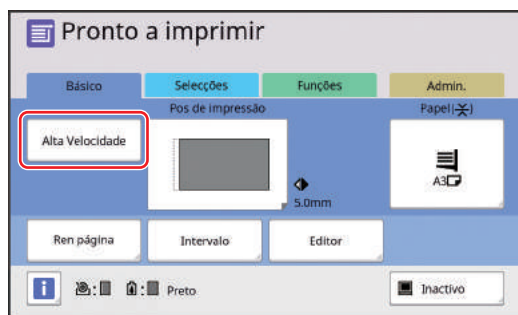 Pronto a imprimir
Básico
Selecções
Funções
Admin.
Pos de impressão
Papel( )
Alta Velocidade
5.0mm
A3
Ren página
Intervalo
Editor
i
Preto
Inactivo